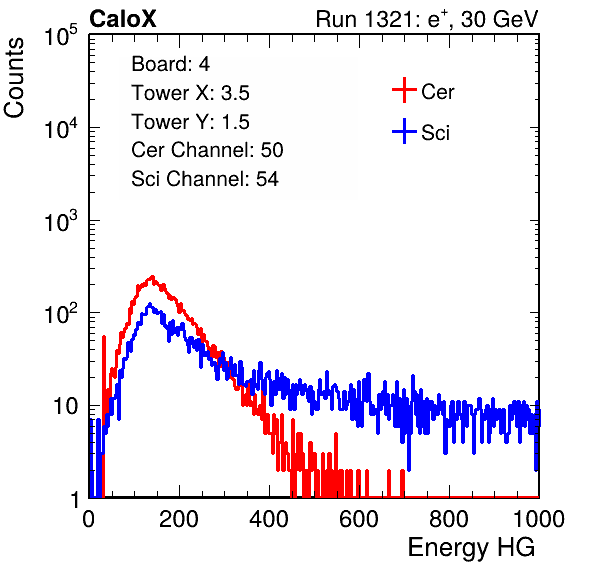 CaloX Run 1321: e⁺, 30 GeV
Counts
10⁵
10⁴
10³
10²
10
1
Board: 4
Tower X: 3.5
Tower Y: 1.5
Cer Channel: 50
Sci Channel: 54
Cer
Sci
0 200 400 600 800 1000
Energy HG